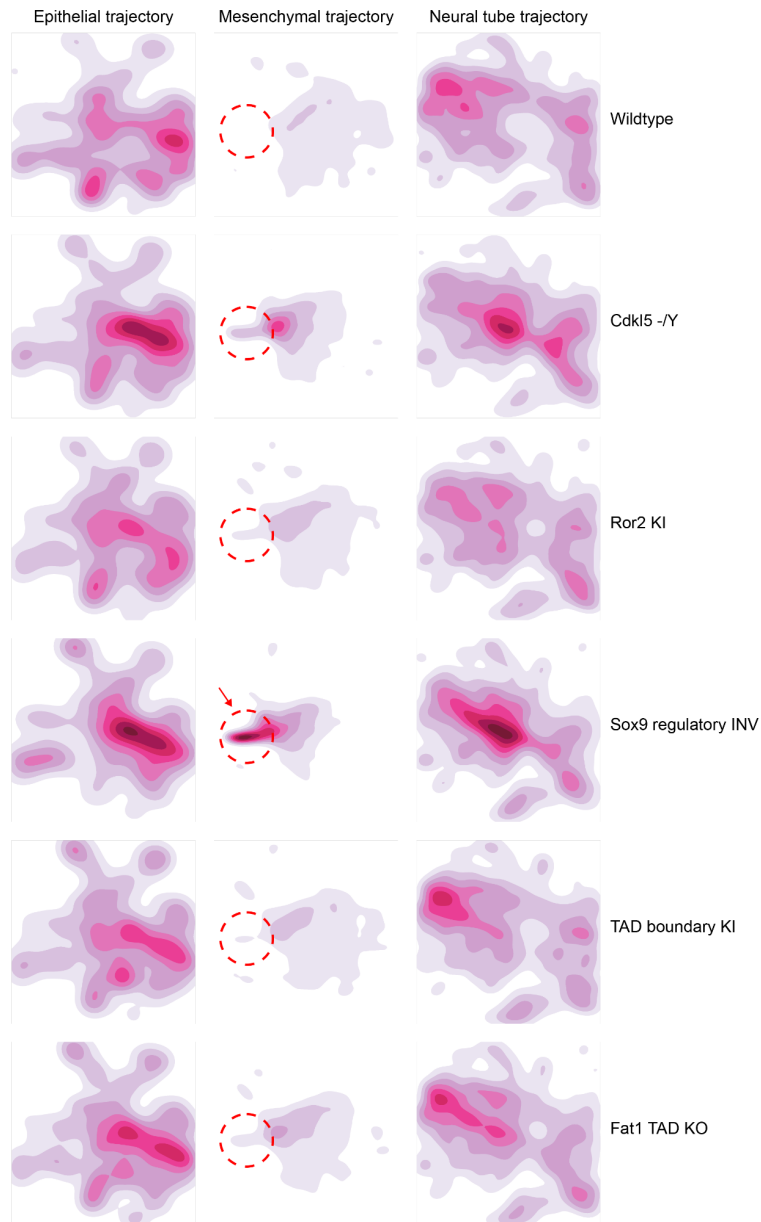 Epithelial trajectory
Mesenchymal trajectory
Neural tube trajectory
Wildtype
Cdkl5 -/Y
Ror2 KI
Sox9 regulatory INV
TAD boundary KI
Fat1 TAD KO